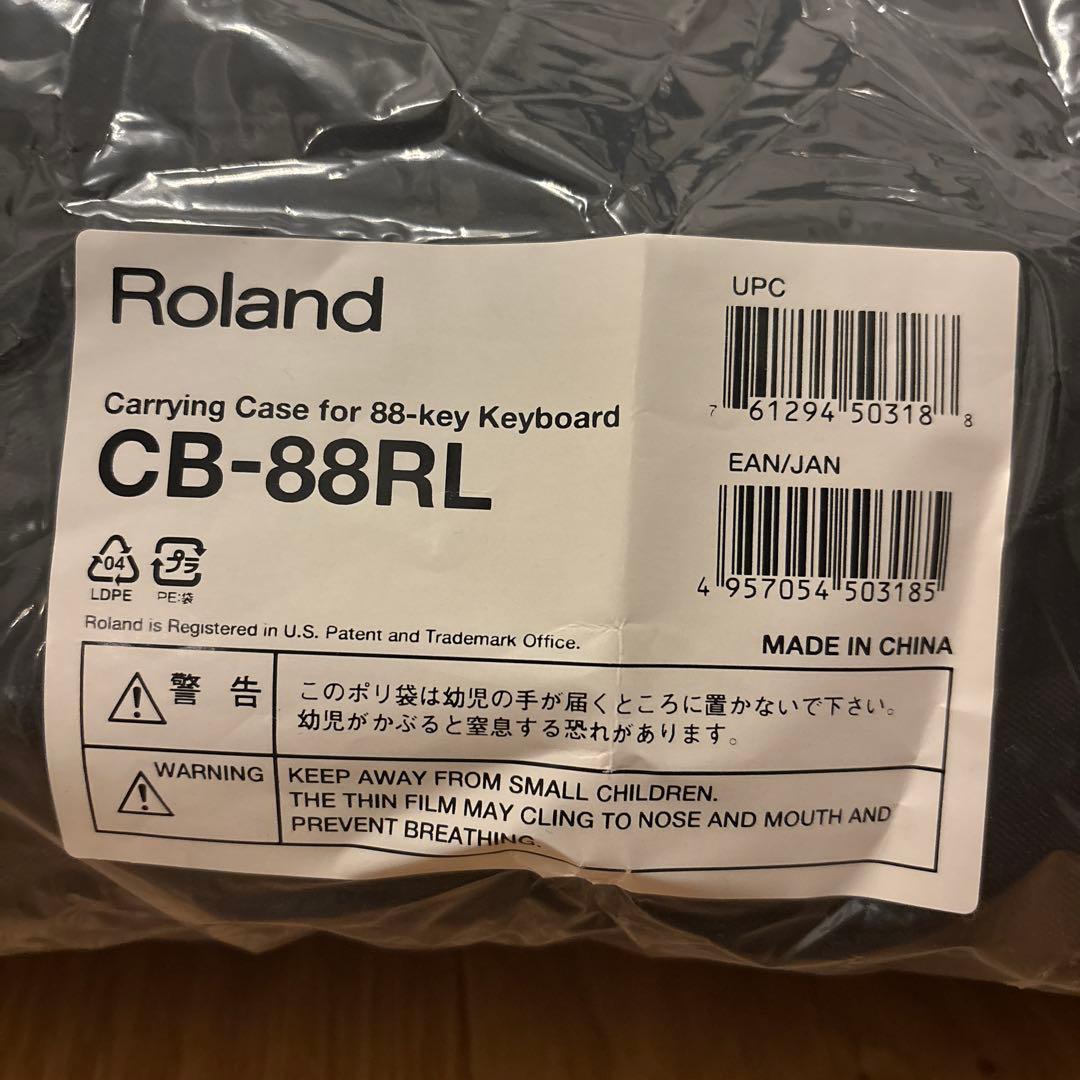 Roland
Carrying Case for 88-key Keyboard
CB-88RL
UPC
7 61294 50318 8
EAN/JAN
4 957054 503185
04
LDPE
プラ
PE:袋
Roland is Registered in U.S. Patent and Trademark Office.
MADE IN CHINA
警 告
このポリ袋は幼児の手が届くところに置かないで下さい。
幼児がかぶると窒息する恐れがあります。
WARNING
KEEP AWAY FROM SMALL CHILDREN.
THE THIN FILM MAY CLING TO NOSE AND MOUTH AND
PREVENT BREATHING.